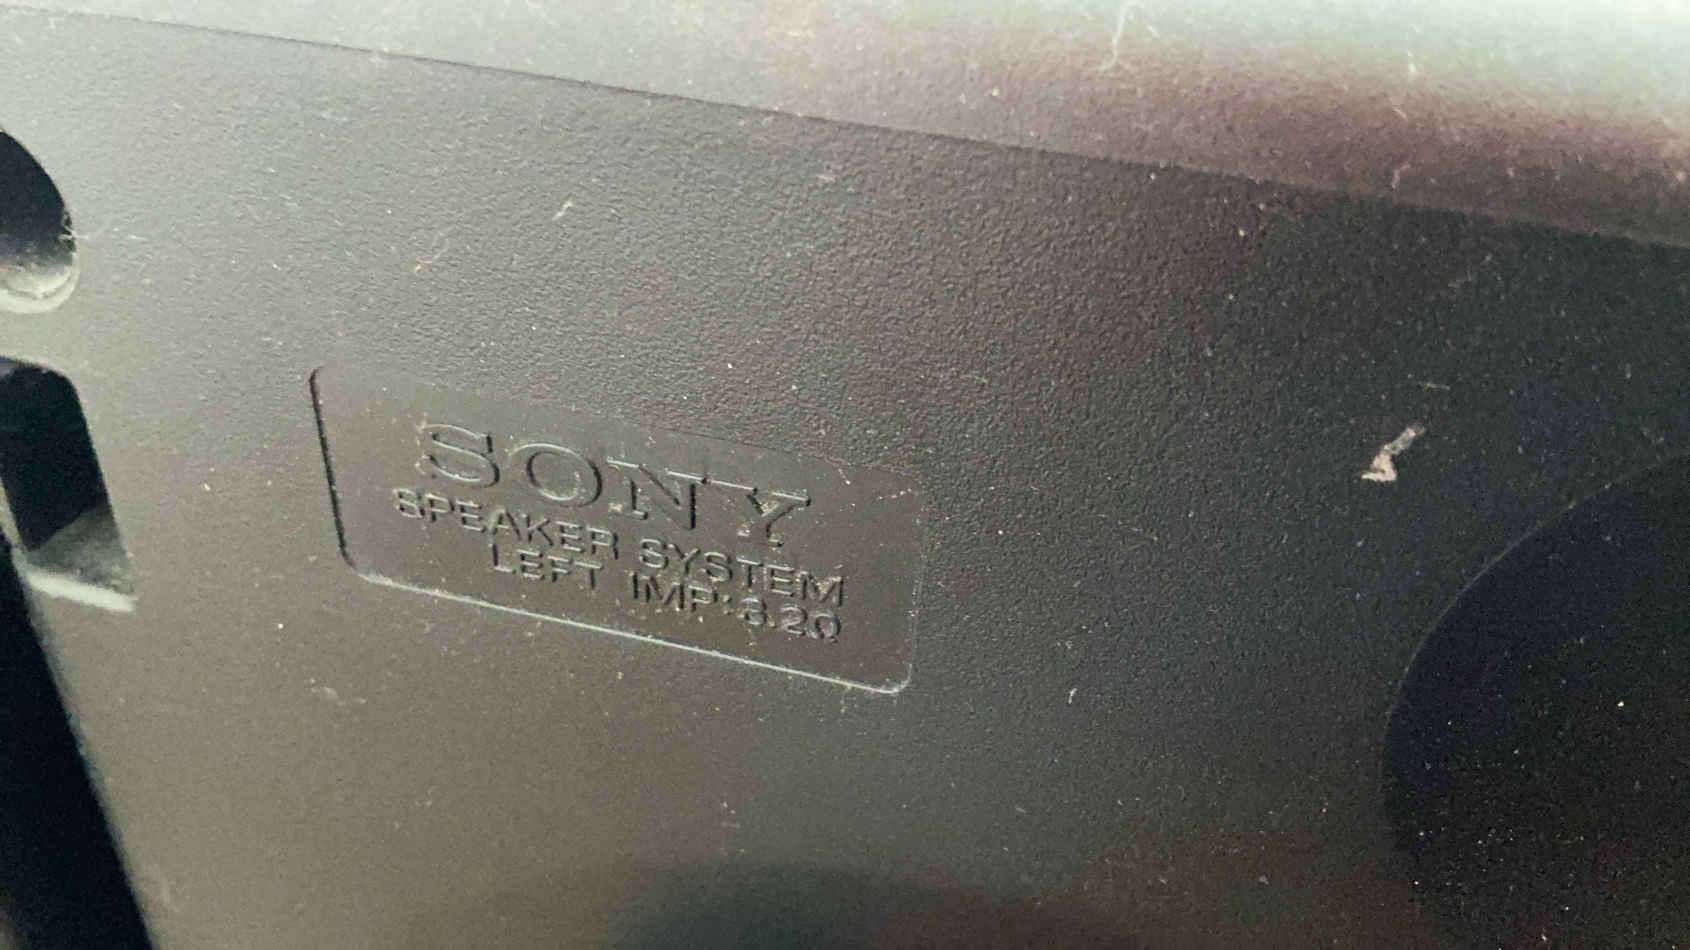 SONY
SPEAKER SYSTEM
LEFT IMP:3.2Ω